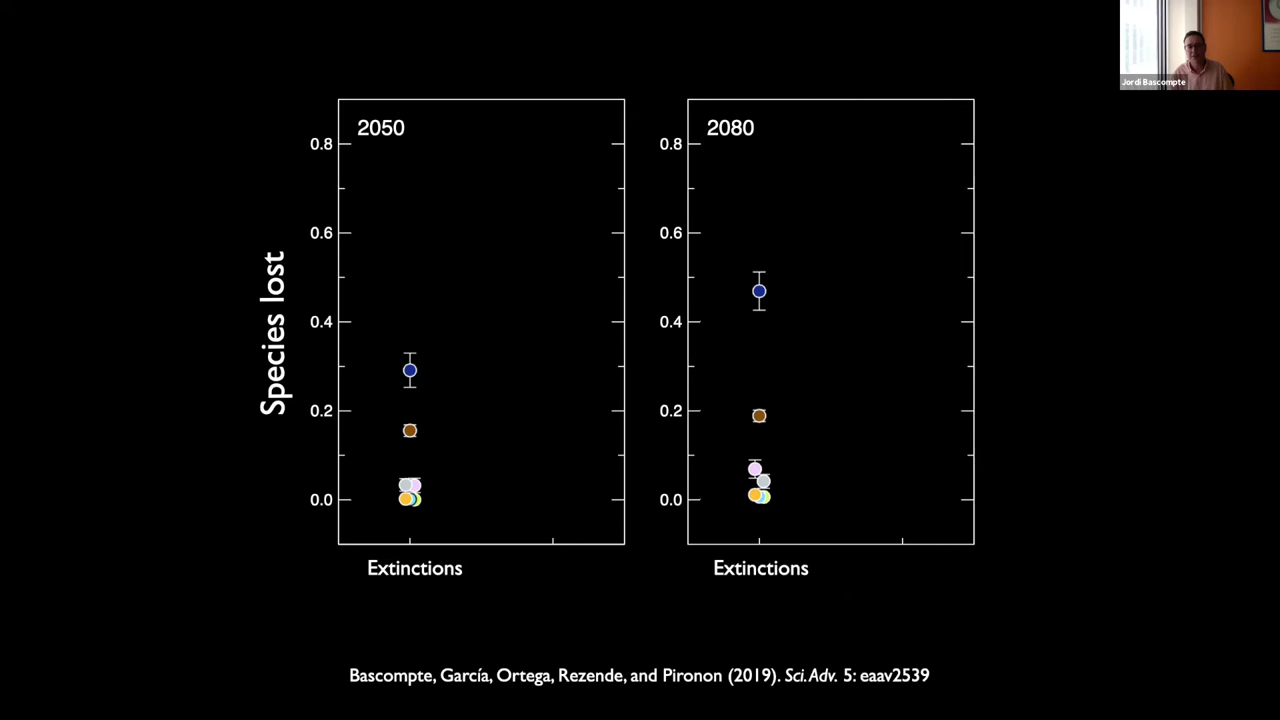 Jordi Bascompte
2050
2080
0.8
0.6
0.4
0.2
0.0
0.8
0.6
0.4
0.2
0.0
Species lost
Extinctions
Extinctions
Bascompte, García, Ortega, Rezende, and Pironon (2019). Sci. Adv. 5: eaav2539